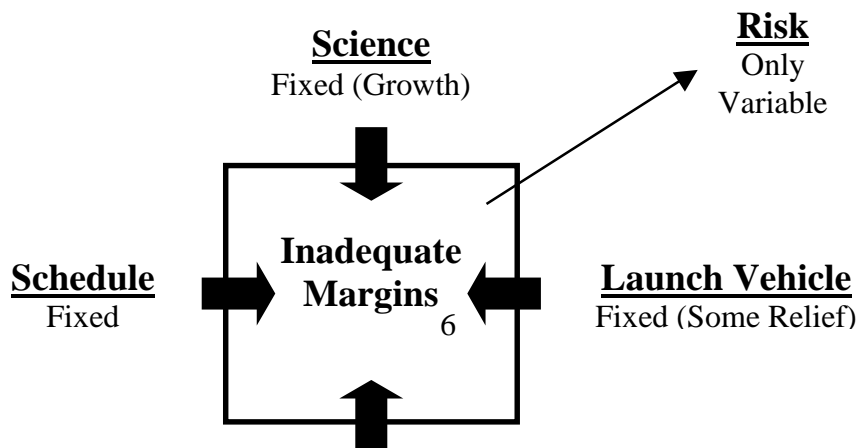 Science
Fixed (Growth)
Risk
Only
Variable
Schedule
Fixed
Inadequate
Margins
6
Launch Vehicle
Fixed (Some Relief)